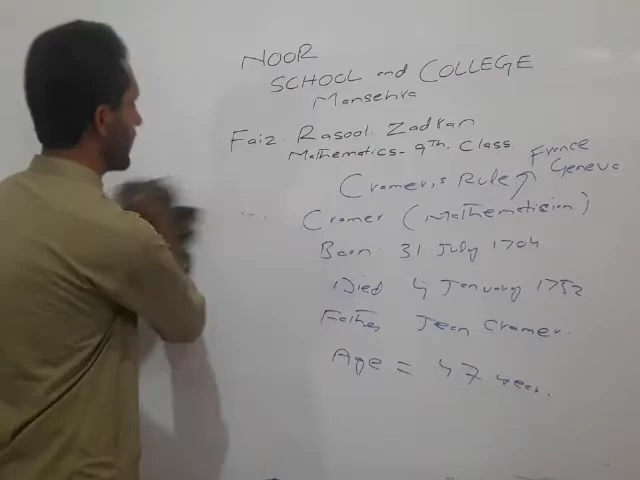 NOOR
SCHOOL and COLLEGE
Mansehra
Faiz. Rasool. Zadran
Mathematics- 9th. Class
France
Geneva
Cramer,s Rule
Cramer (Mathematician)
Born 31 July 1704
Died 4 January 1752
Father Jean Cramer.
Age = 47 year.